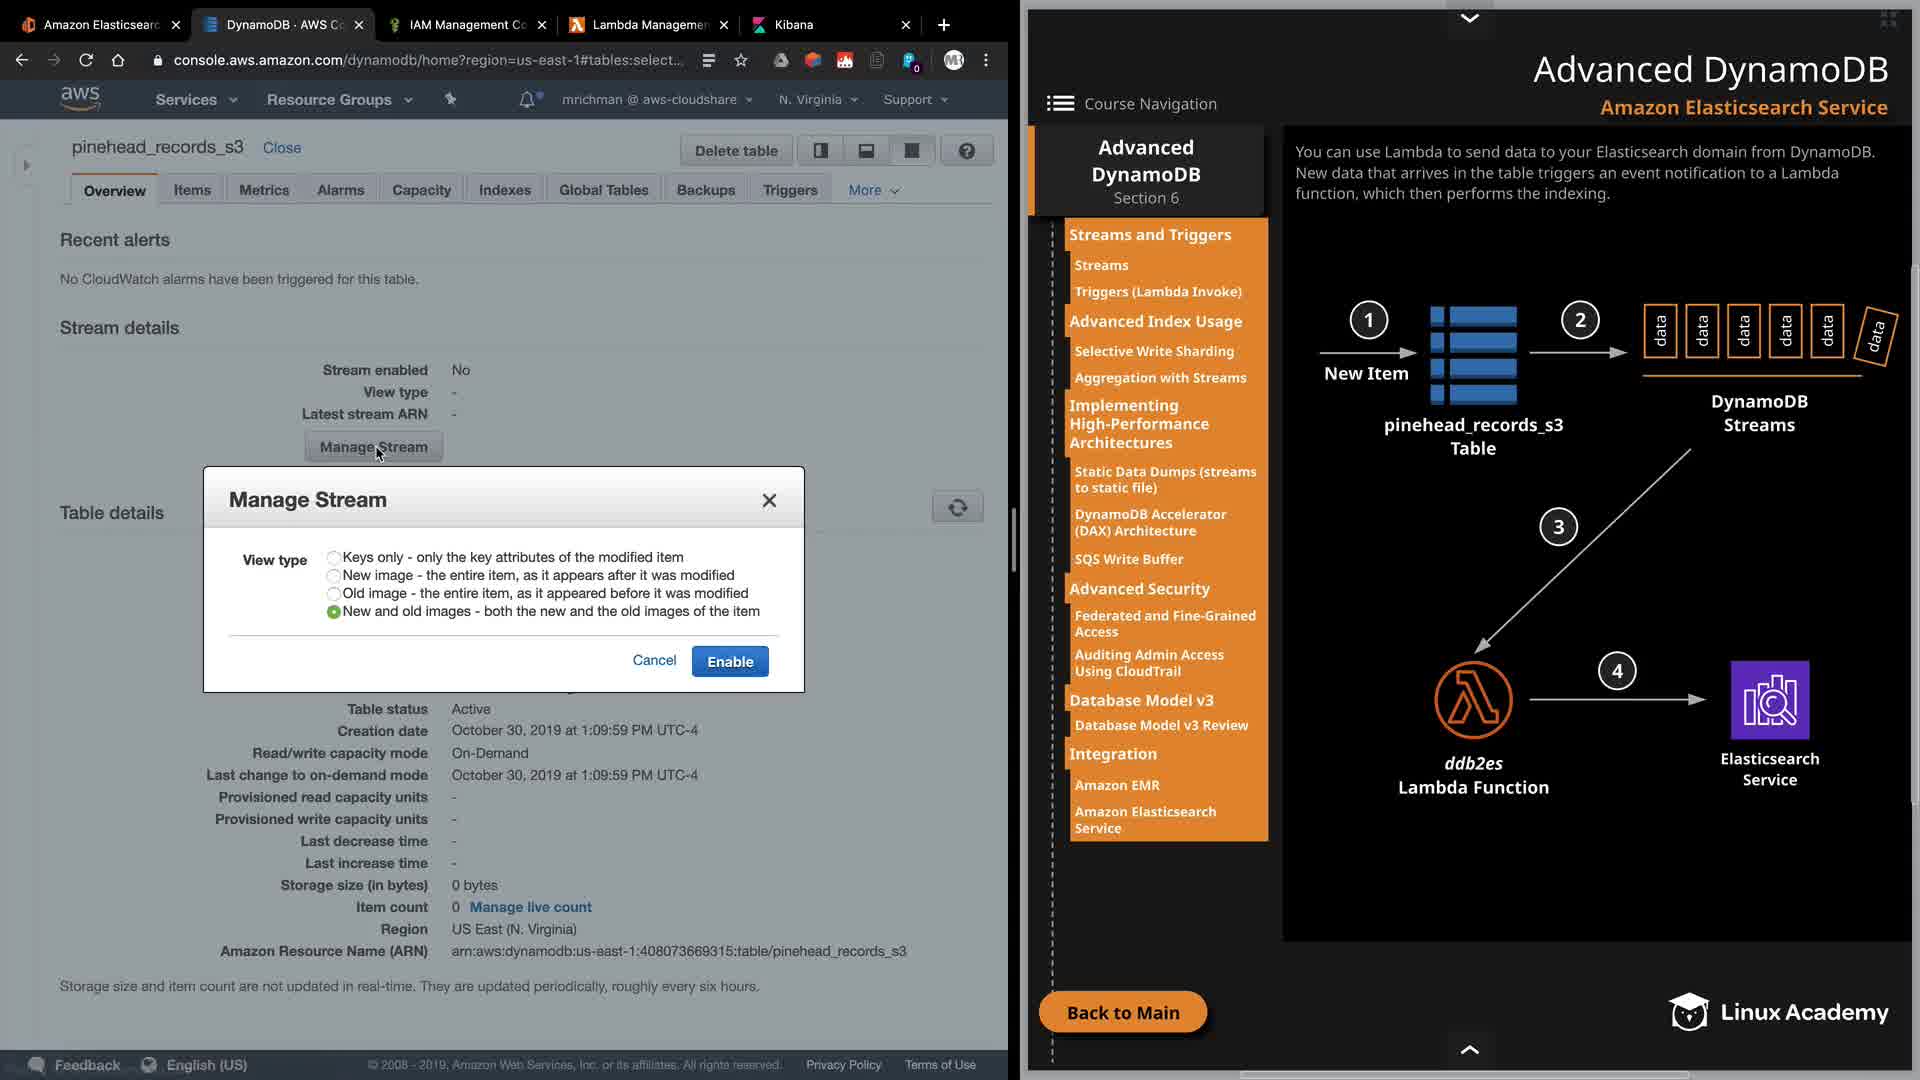 Amazon Elasticsearc
DynamoDB · AWS Co
IAM Management Co
Lambda Managemen
Kibana
console.aws.amazon.com/dynamodb/home?region=us-east-1#tables:select...
0
MR
aws
Services
Resource Groups
mrichman @ aws-cloudshare
N. Virginia
Support
pinehead_records_s3
Close
Delete table
Overview
Items
Metrics
Alarms
Capacity
Indexes
Global Tables
Backups
Triggers
More
Recent alerts
No CloudWatch alarms have been triggered for this table.
Stream details
Stream enabled No
View type -
Latest stream ARN -
Manage Stream
Table details
Manage Stream
View type
Keys only - only the key attributes of the modified item
New image - the entire item, as it appears after it was modified
Old image - the entire item, as it appeared before it was modified
New and old images - both the new and the old images of the item
Cancel
Enable
Table status Active
Creation date October 30, 2019 at 1:09:59 PM UTC-4
Read/write capacity mode On-Demand
Last change to on-demand mode October 30, 2019 at 1:09:59 PM UTC-4
Provisioned read capacity units -
Provisioned write capacity units -
Last decrease time -
Last increase time -
Storage size (in bytes) 0 bytes
Item count 0 Manage live count
Region US East (N. Virginia)
Amazon Resource Name (ARN) arn:aws:dynamodb:us-east-1:408073669315:table/pinehead_records_s3
Storage size and item count are not updated in real-time. They are updated periodically, roughly every six hours.
Feedback
English (US)
© 2008 - 2019, Amazon Web Services, Inc. or its affiliates. All rights reserved.
Privacy Policy
Terms of Use
Advanced DynamoDB
Amazon Elasticsearch Service
Course Navigation
Advanced
DynamoDB
Section 6
Streams and Triggers
Streams
Triggers (Lambda Invoke)
Advanced Index Usage
Selective Write Sharding
Aggregation with Streams
Implementing
High-Performance
Architectures
Static Data Dumps (streams
to static file)
DynamoDB Accelerator
(DAX) Architecture
SQS Write Buffer
Advanced Security
Federated and Fine-Grained
Access
Auditing Admin Access
Using CloudTrail
Database Model v3
Database Model v3 Review
Integration
Amazon EMR
Amazon Elasticsearch
Service
Back to Main
You can use Lambda to send data to your Elasticsearch domain from DynamoDB.
New data that arrives in the table triggers an event notification to a Lambda
function, which then performs the indexing.
1
New Item
pinehead_records_s3
Table
2
data
data
data
data
data
data
DynamoDB
Streams
3
ddb2es
Lambda Function
4
Elasticsearch
Service
Linux Academy